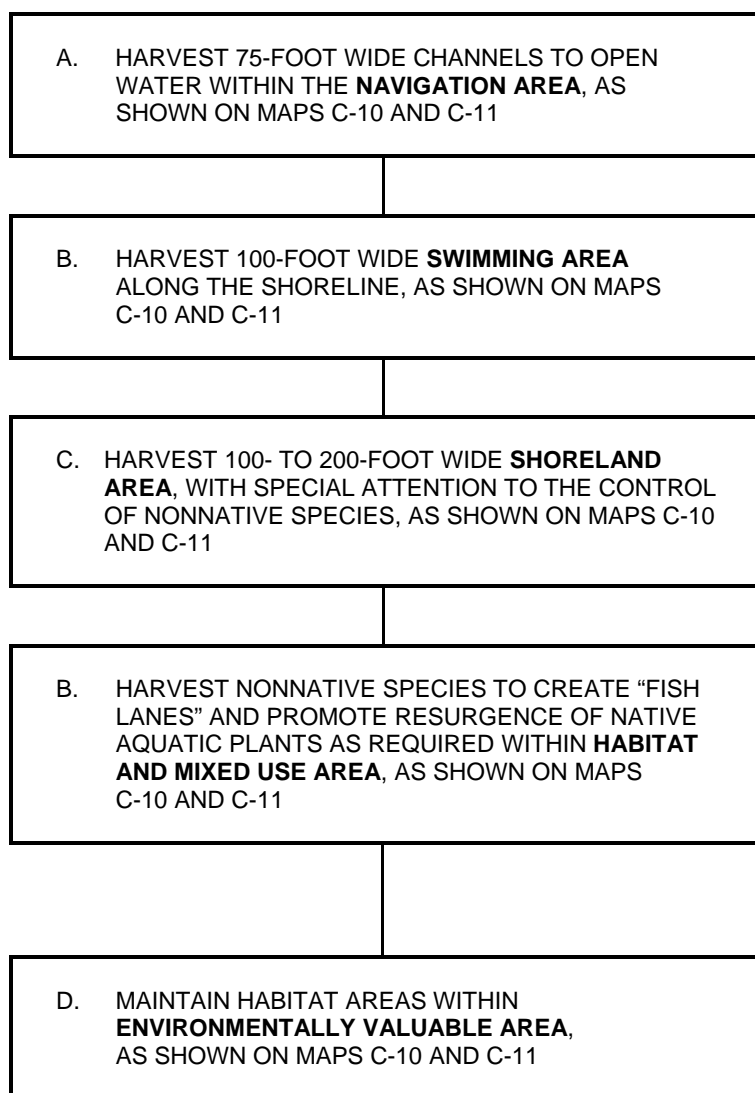 A. HARVEST 75-FOOT WIDE CHANNELS TO OPEN
WATER WITHIN THE NAVIGATION AREA, AS
SHOWN ON MAPS C-10 AND C-11
B. HARVEST 100-FOOT WIDE SWIMMING AREA
ALONG THE SHORELINE, AS SHOWN ON MAPS
C-10 AND C-11
C. HARVEST 100- TO 200-FOOT WIDE SHORELAND
AREA, WITH SPECIAL ATTENTION TO THE CONTROL
OF NONNATIVE SPECIES, AS SHOWN ON MAPS C-10
AND C-11
B. HARVEST NONNATIVE SPECIES TO CREATE “FISH
LANES” AND PROMOTE RESURGENCE OF NATIVE
AQUATIC PLANTS AS REQUIRED WITHIN HABITAT
AND MIXED USE AREA, AS SHOWN ON MAPS
C-10 AND C-11
D. MAINTAIN HABITAT AREAS WITHIN
ENVIRONMENTALLY VALUABLE AREA,
AS SHOWN ON MAPS C-10 AND C-11